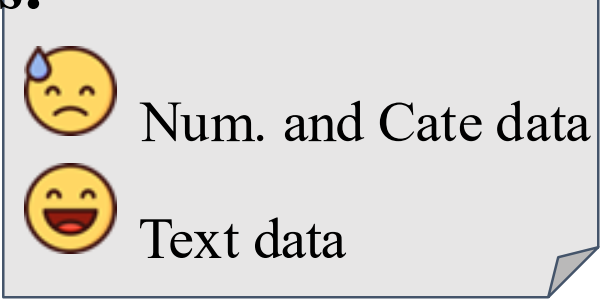 s.
Num. and Cate data
Text data